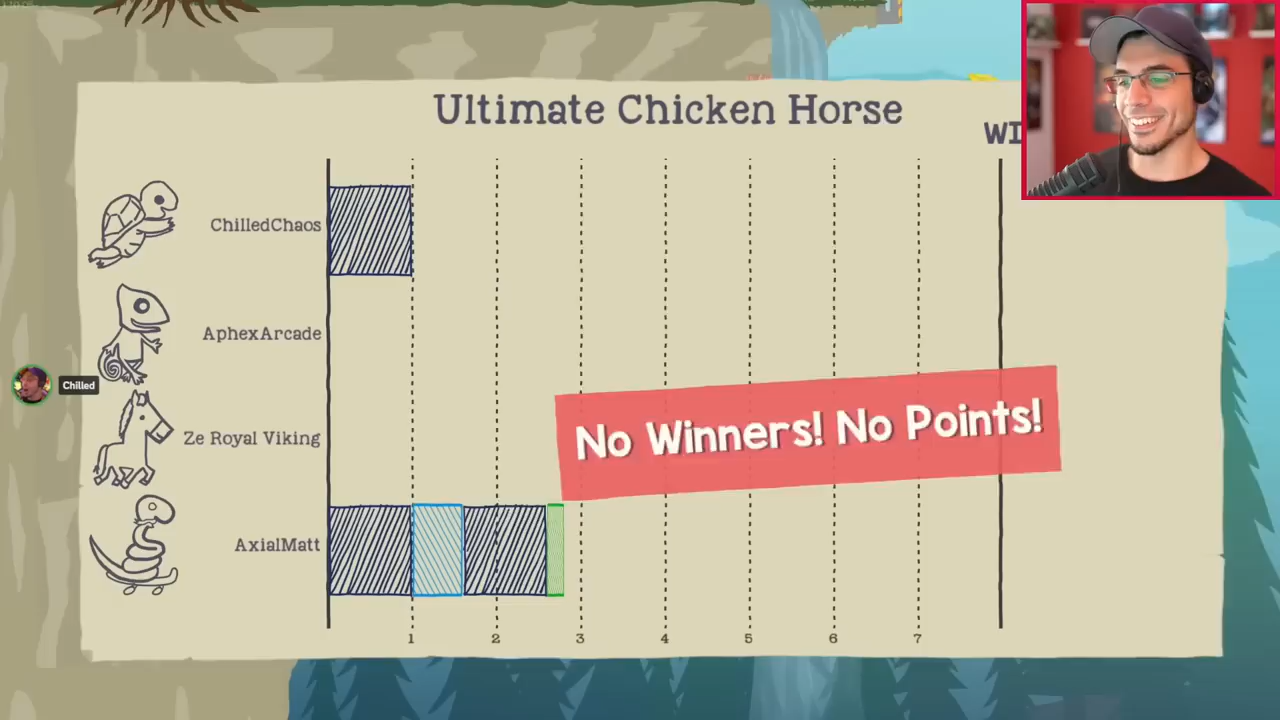 Ultimate Chicken Horse
WI
ChilledChaos
AphexArcade
Chilled
Ze Royal Viking
No Winners! No Points!
AxialMatt
1 2 3 4 5 6 7